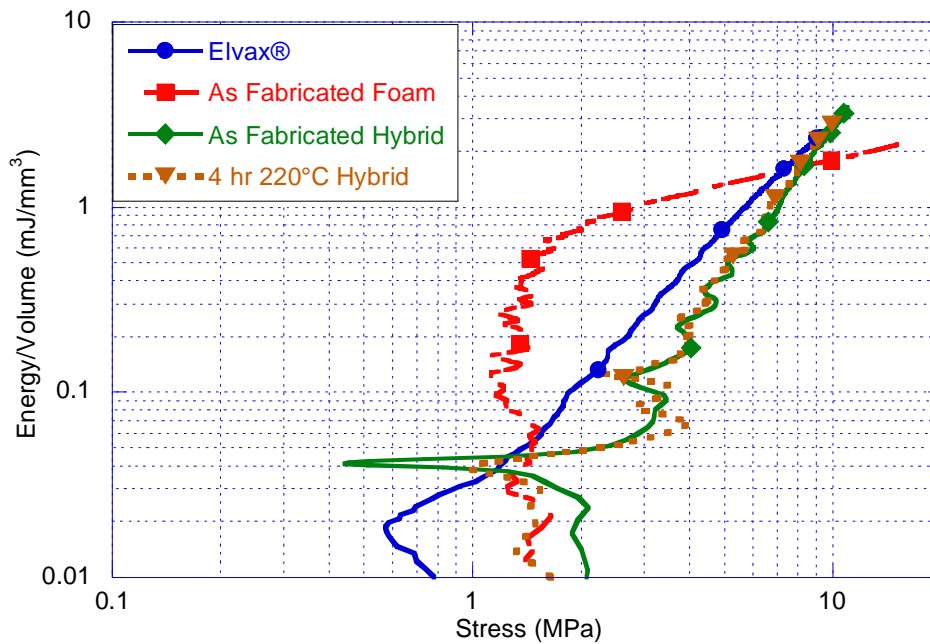 10
Elvax®
As Fabricated Foam
As Fabricated Hybrid
4 hr 220°C Hybrid
1
0.1
0.01
Energy/Volume (mJ/mm³)
0.1
1
10
Stress (MPa)